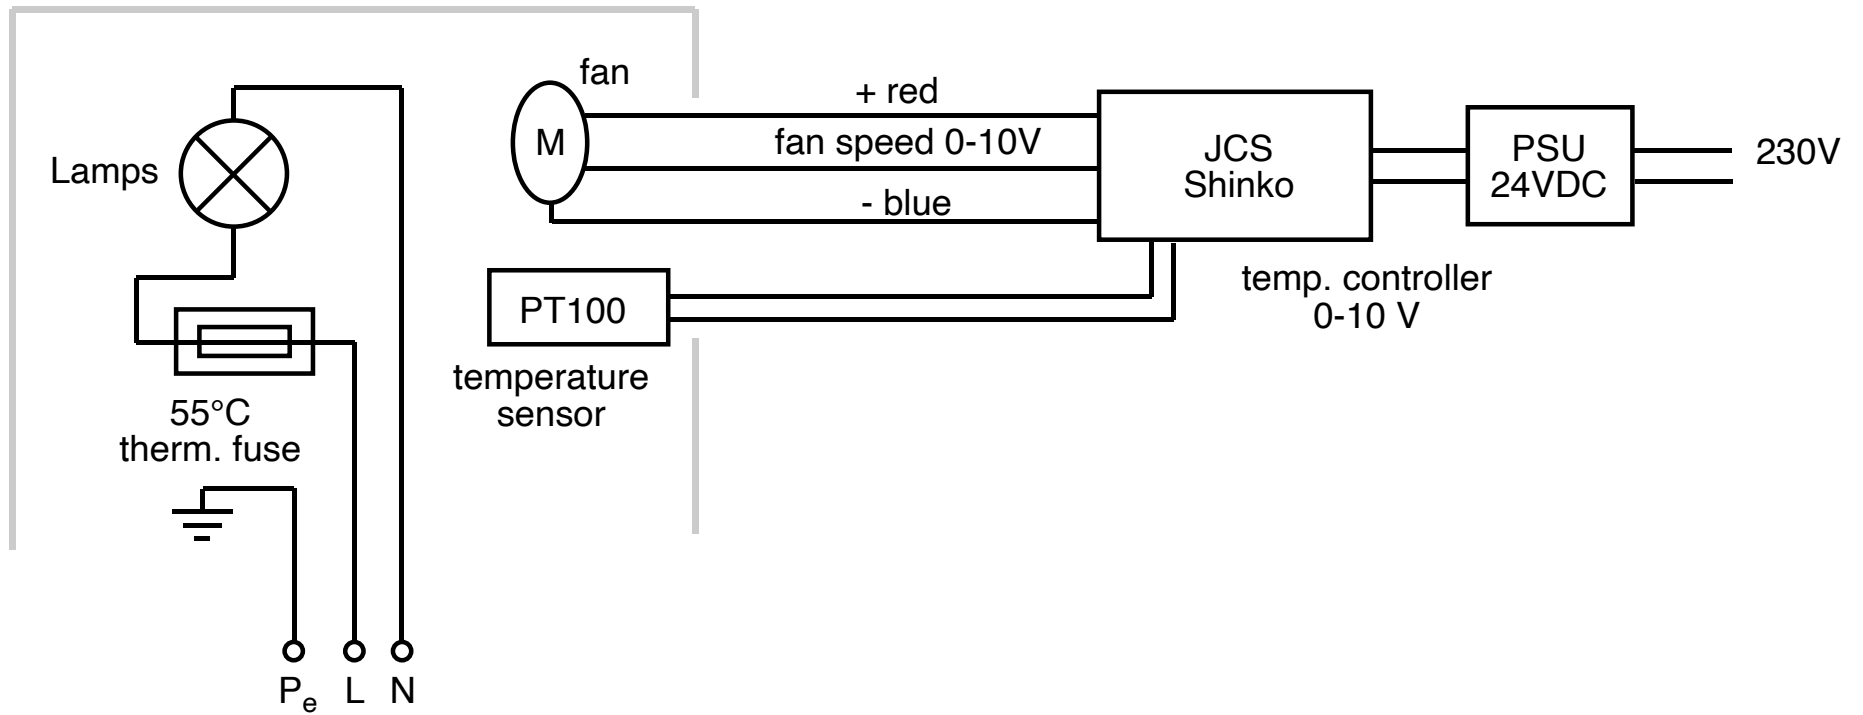 fan
+ red
fan speed 0-10V
- blue
M
Lamps
JCS
Shinko
PSU
24VDC
230V
temp. controller
0-10 V
PT100
temperature
sensor
55°C
therm. fuse
Pe L N